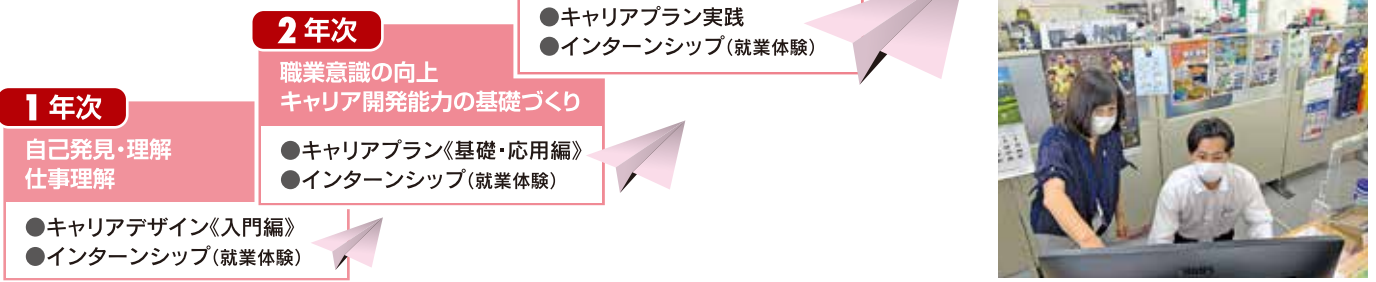 ●キャリアプラン実践
●インターンシップ(就業体験)
2年次
職業意識の向上
キャリア開発能力の基礎づくり
●キャリアプラン《基礎・応用編》
●インターンシップ(就業体験)
1年次
自己発見・理解
仕事理解
●キャリアデザイン《入門編》
●インターンシップ(就業体験)